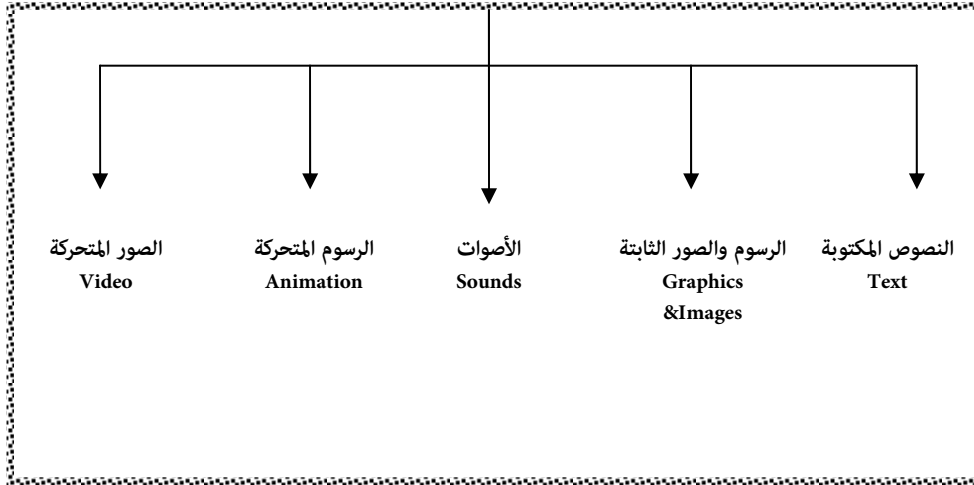 النصوص المكتوبة
Text
الرسوم والصور الثابتة
Graphics
&Images
الأصوات
Sounds
الرسوم المتحركة
Animation
الصور المتحركة
Video